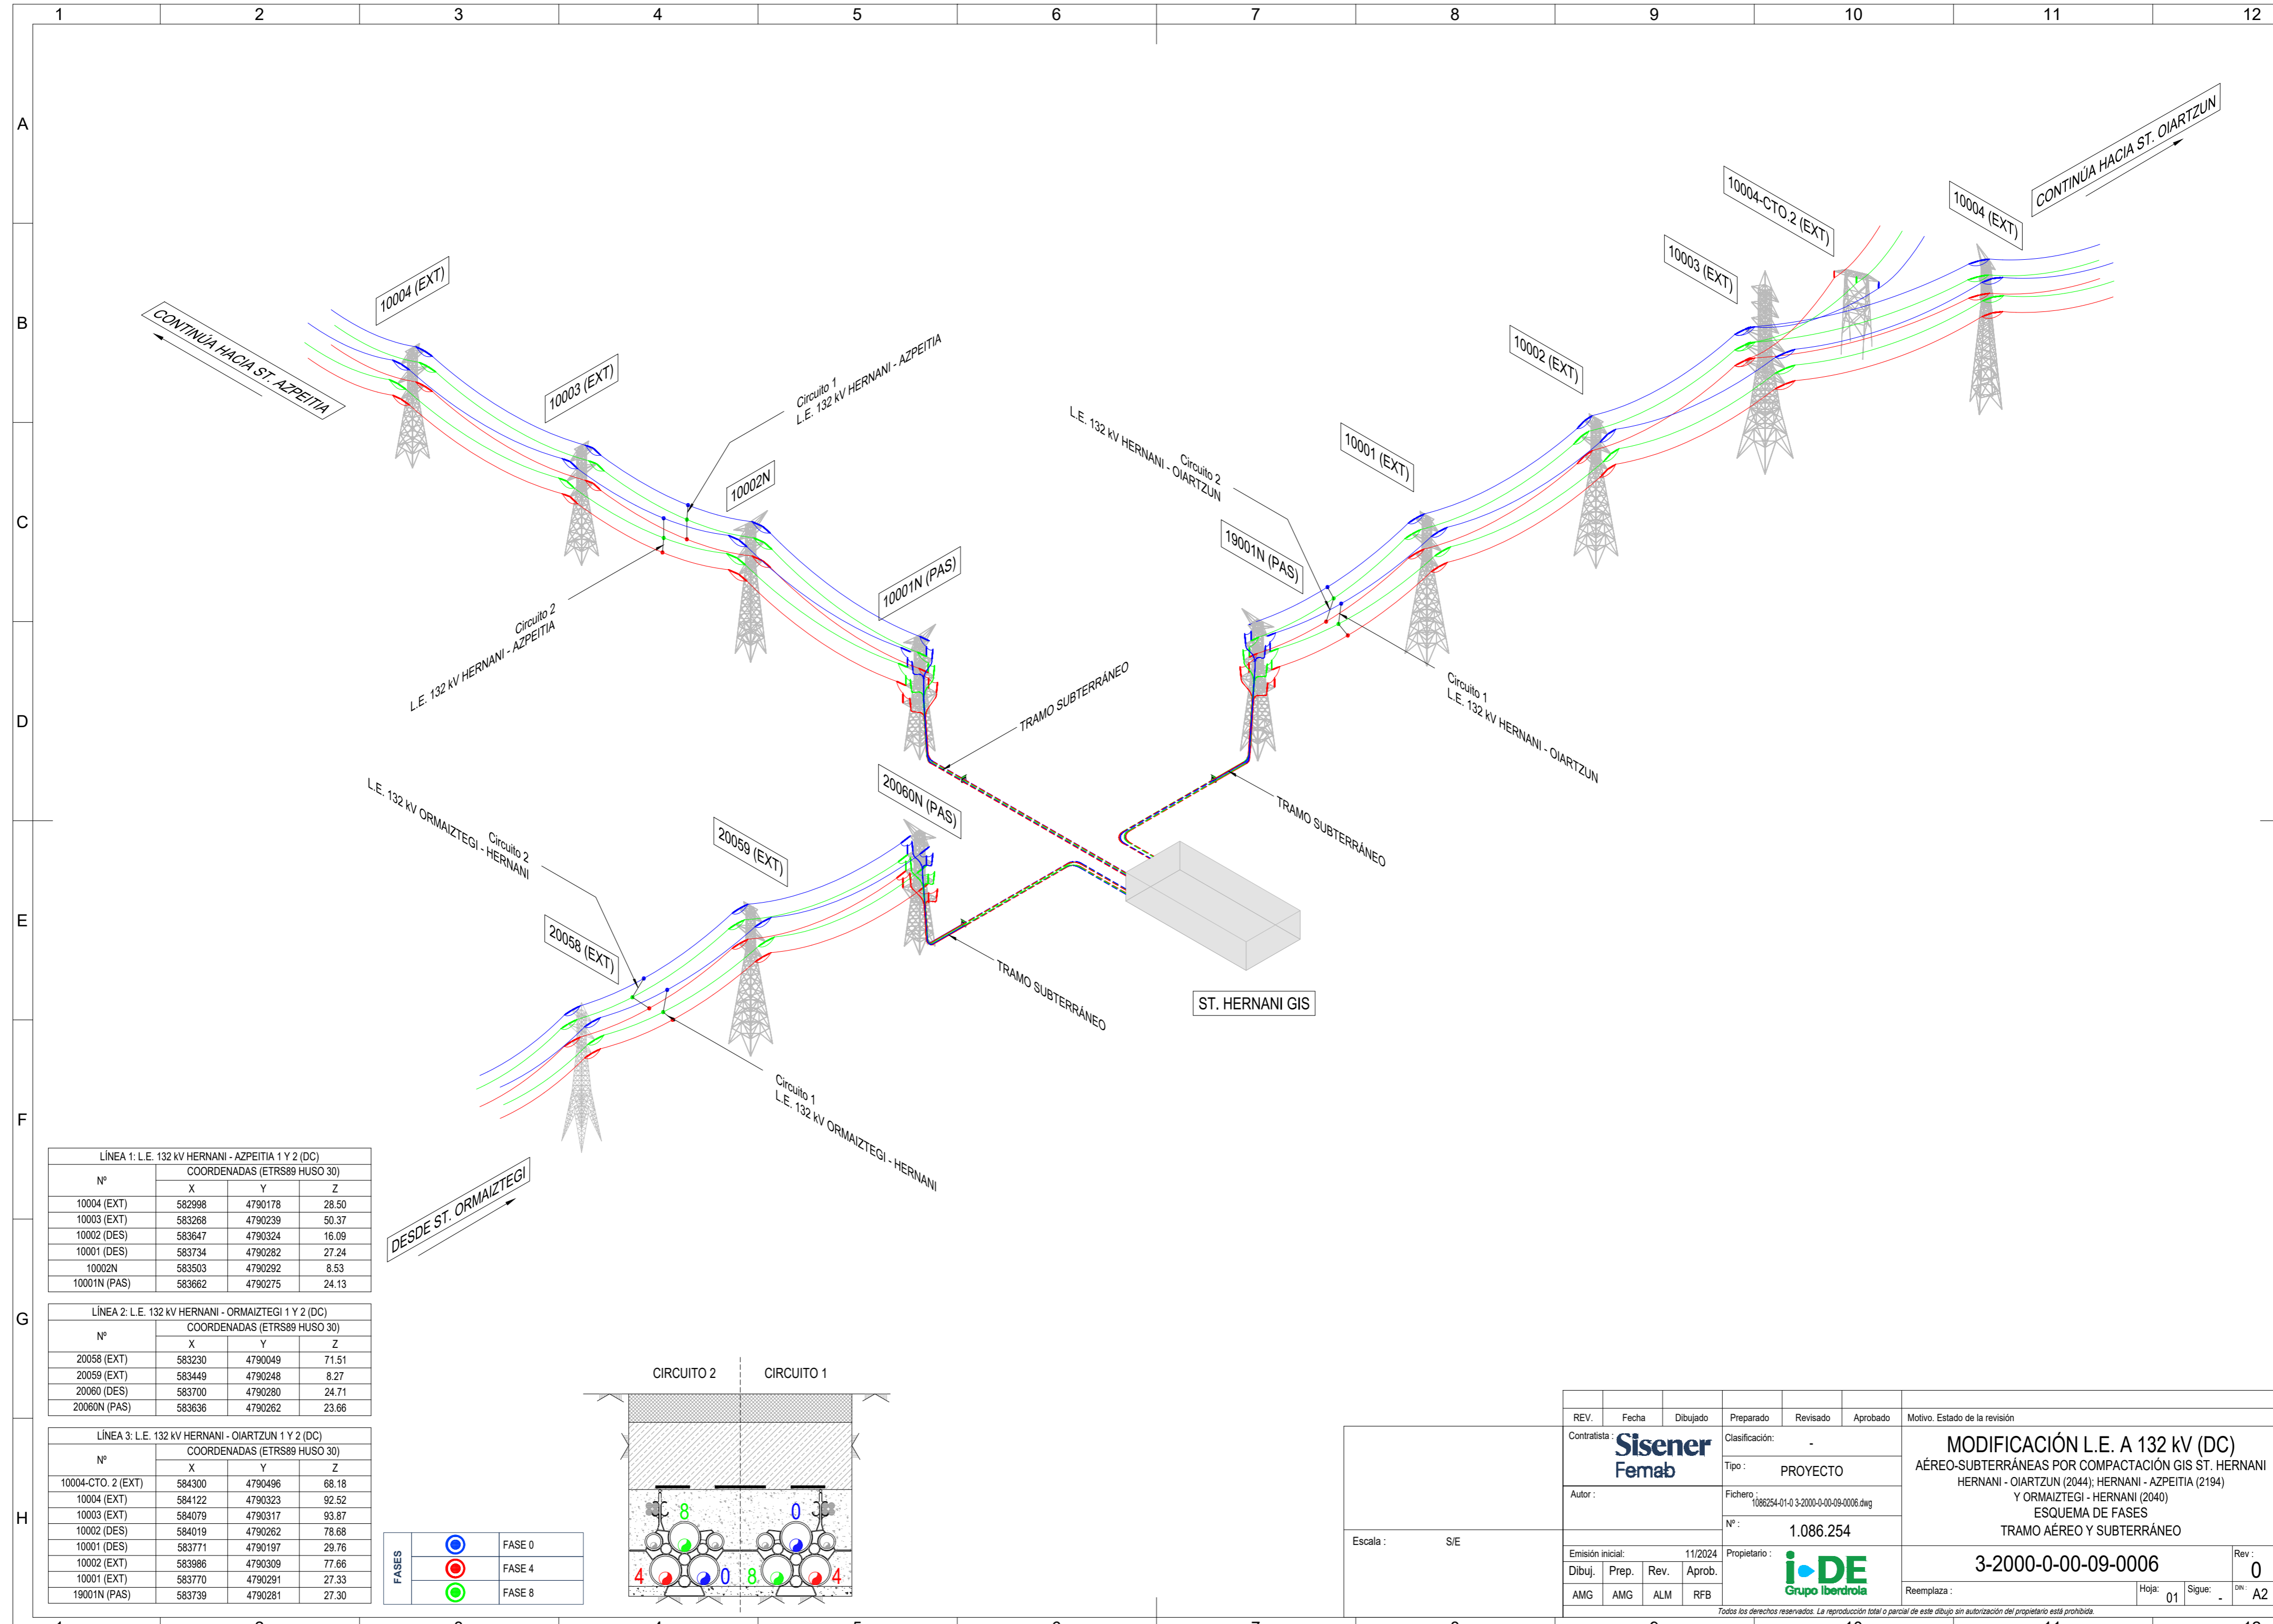 1 2 3 4 5 6 7 8 9 10 11 12
A
B
C
D
E
F
G
H
CONTINÚA HACIA ST. OIARTZUN
10004-CTO.2 (EXT)
10004 (EXT)
10003 (EXT)
10002 (EXT)
10001 (EXT)
19001N (PAS)
Circuito 2
L.E. 132 kV HERNANI - OIARTZUN
Circuito 1
L.E. 132 kV HERNANI - OIARTZUN
CONTINÚA HACIA ST. AZPEITIA
10004 (EXT)
10003 (EXT)
Circuito 1
L.E. 132 kV HERNANI - AZPEITIA
10002N
10001N (PAS)
Circuito 2
L.E. 132 kV HERNANI - AZPEITIA
TRAMO SUBTERRÁNEO
TRAMO SUBTERRÁNEO
20060N (PAS)
20059 (EXT)
Circuito 2
L.E. 132 kV ORMAIZTEGI - HERNANI
20058 (EXT)
TRAMO SUBTERRÁNEO
ST. HERNANI GIS
Circuito 1
L.E. 132 kV ORMAIZTEGI - HERNANI
DESDE ST. ORMAIZTEGI
LÍNEA 1: L.E. 132 kV HERNANI - AZPEITIA 1 Y 2 (DC)
Nº COORDENADAS (ETRS89 HUSO 30)
X Y Z
10004 (EXT) 582998 4790178 28.50
10003 (EXT) 583268 4790239 50.37
10002 (DES) 583647 4790324 16.09
10001 (DES) 583734 4790282 27.24
10002N 583503 4790292 8.53
10001N (PAS) 583662 4790275 24.13
LÍNEA 2: L.E. 132 kV HERNANI - ORMAIZTEGI 1 Y 2 (DC)
Nº COORDENADAS (ETRS89 HUSO 30)
X Y Z
20058 (EXT) 583230 4790049 71.51
20059 (EXT) 583449 4790248 8.27
20060 (DES) 583700 4790280 24.71
20060N (PAS) 583636 4790262 23.66
LÍNEA 3: L.E. 132 kV HERNANI - OIARTZUN 1 Y 2 (DC)
Nº COORDENADAS (ETRS89 HUSO 30)
X Y Z
10004-CTO. 2 (EXT) 584300 4790496 68.18
10004 (EXT) 584122 4790323 92.52
10003 (EXT) 584079 4790317 93.87
10002 (DES) 584019 4790262 78.68
10001 (DES) 583771 4790197 29.76
10002 (EXT) 583986 4790309 77.66
10001 (EXT) 583770 4790291 27.33
19001N (PAS) 583739 4790281 27.30
FASES
FASE 0
FASE 4
FASE 8
CIRCUITO 2 CIRCUITO 1
8 0
4 0 8 4
Escala : S/E
REV. Fecha Dibujado Preparado Revisado Aprobado Motivo. Estado de la revisión
Contratista : Sisener
Femab
Autor :
Clasificación: -
Tipo : PROYECTO
Fichero :
1086254-01-0 3-2000-0-00-09-0006.dwg
Nº : 1.086.254
MODIFICACIÓN L.E. A 132 kV (DC)
AÉREO-SUBTERRÁNEAS POR COMPACTACIÓN GIS ST. HERNANI
HERNANI - OIARTZUN (2044); HERNANI - AZPEITIA (2194)
Y ORMAIZTEGI - HERNANI (2040)
ESQUEMA DE FASES
TRAMO AÉREO Y SUBTERRÁNEO
Emisión inicial: 11/2024
Dibuj. Prep. Rev. Aprob.
AMG AMG ALM RFB
Propietario : i-DE
Grupo Iberdrola
3-2000-0-00-09-0006
Rev : 0
Reemplaza : Hoja: 01 Sigue: - DIN : A2
Todos los derechos reservados. La reproducción total o parcial de este dibujo sin autorización del propietario está prohibida.